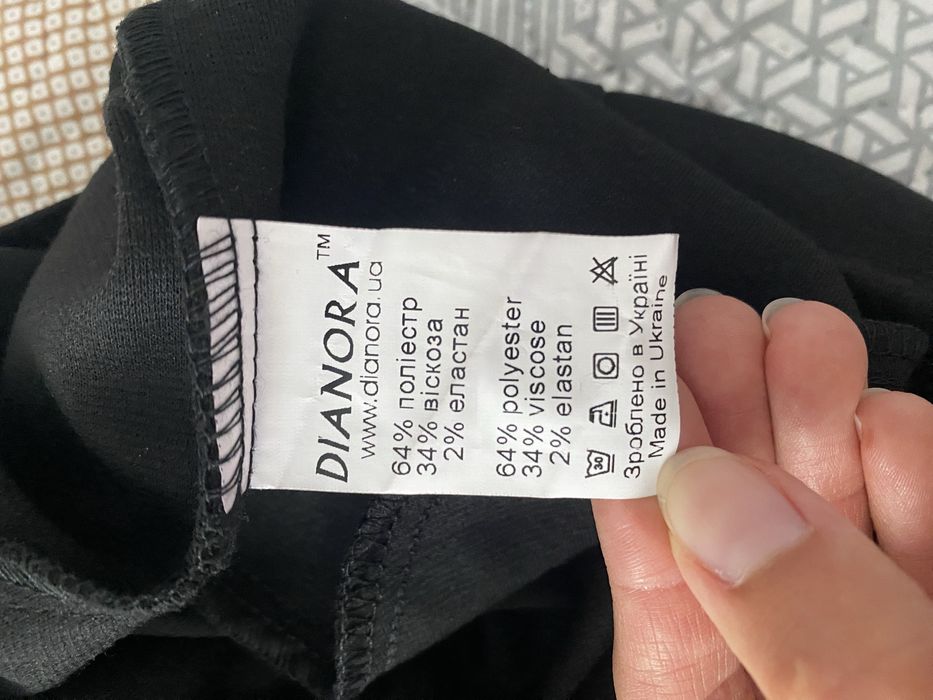 DIANORA™
www.dianora.ua
64% поліестр
34% віскоза
2% еластан
64% polyester
34% viscose
2% elastan
30
Зроблено в Україні
Made in Ukraine